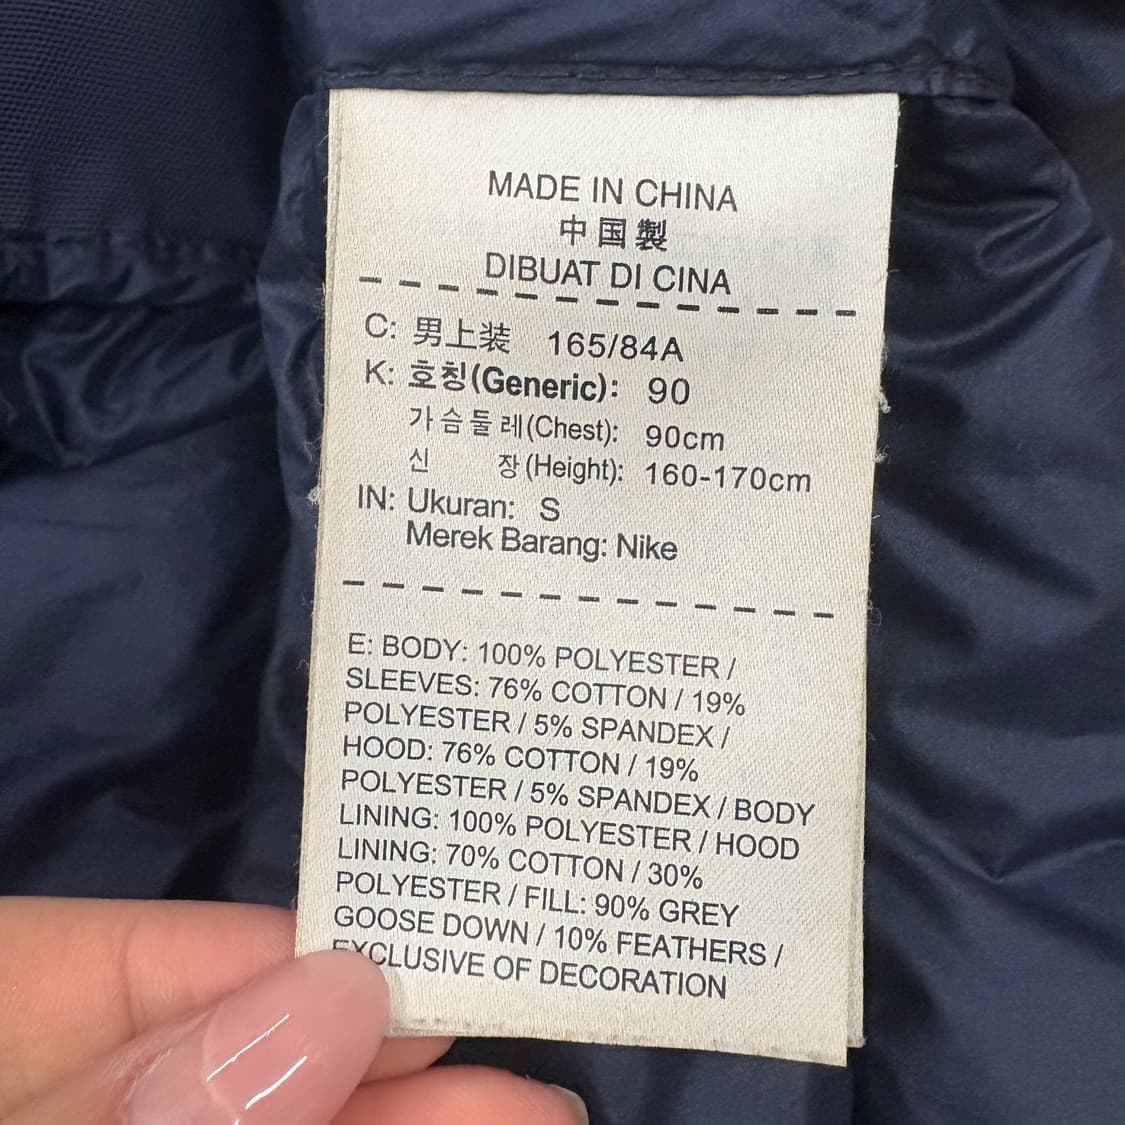 MADE IN CHINA
中国製
DIBUAT DI CINA
C: 男上装 165/84A
K: 호칭(Generic): 90
가슴둘레(Chest): 90cm
신 장(Height): 160-170cm
IN: Ukuran: S
Merek Barang: Nike
E: BODY: 100% POLYESTER /
SLEEVES: 76% COTTON / 19%
POLYESTER / 5% SPANDEX /
HOOD: 76% COTTON / 19%
POLYESTER / 5% SPANDEX / BODY
LINING: 100% POLYESTER / HOOD
LINING: 70% COTTON / 30%
POLYESTER / FILL: 90% GREY
GOOSE DOWN / 10% FEATHERS /
EXCLUSIVE OF DECORATION